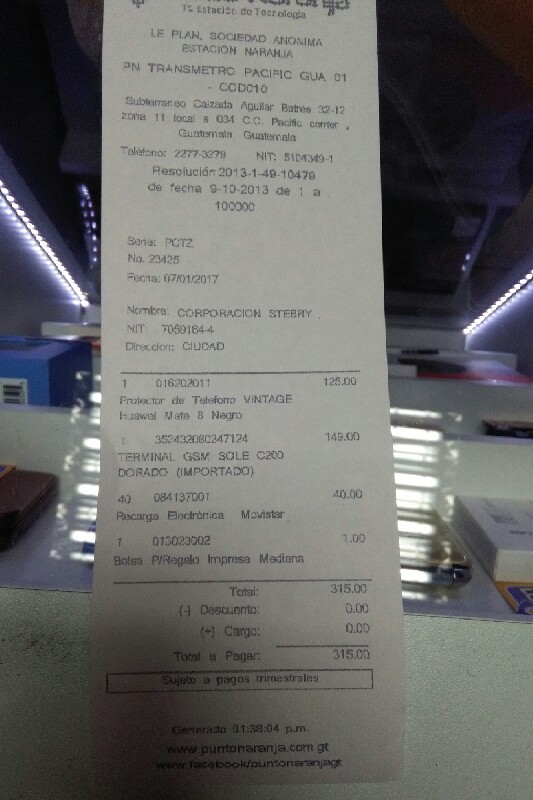 Tu Estación de Tecnología
LE PLAN, SOCIEDAD ANONIMA
ESTACION NARANJA
PN TRANSMETRO PACIFIC GUA 01
- CCD010
Subterraneo Calzada Aguilar Batres 32-12
zona 11 local s 034 C.C. Pacific center ,
Guatemala, Guatemala
Teléfono: 2277-3279 NIT: 5104349-1
Resolución 2013-1-49-10479
de fecha 9-10-2013 de 1 a
100000
Serie: PCTZ
No. 23425
Fecha: 07/01/2017
Nombre: CORPORACION STEBRY .
NIT: 7059164-4
Direccion: CIUDAD
1 016202011 125.00
Protector de Telefono VINTAGE
Huawei Mate 8 Negro
1 352432080247124 149.00
TERMINAL GSM SOLE C200
DORADO (IMPORTADO)
40 084137001 40.00
Recarga Electrónica Movistar
1 013023002 1.00
Bolsa P/Regalo Impresa Mediana
Total: 315.00
(-) Descuento: 0.00
(+) Cargo: 0.00
Total a Pagar: 315.00
Sujeto a pagos trimestrales
Generado 01:38:04 p.m.
www.puntonaranja.com.gt
www.facebook/puntonaranjagt